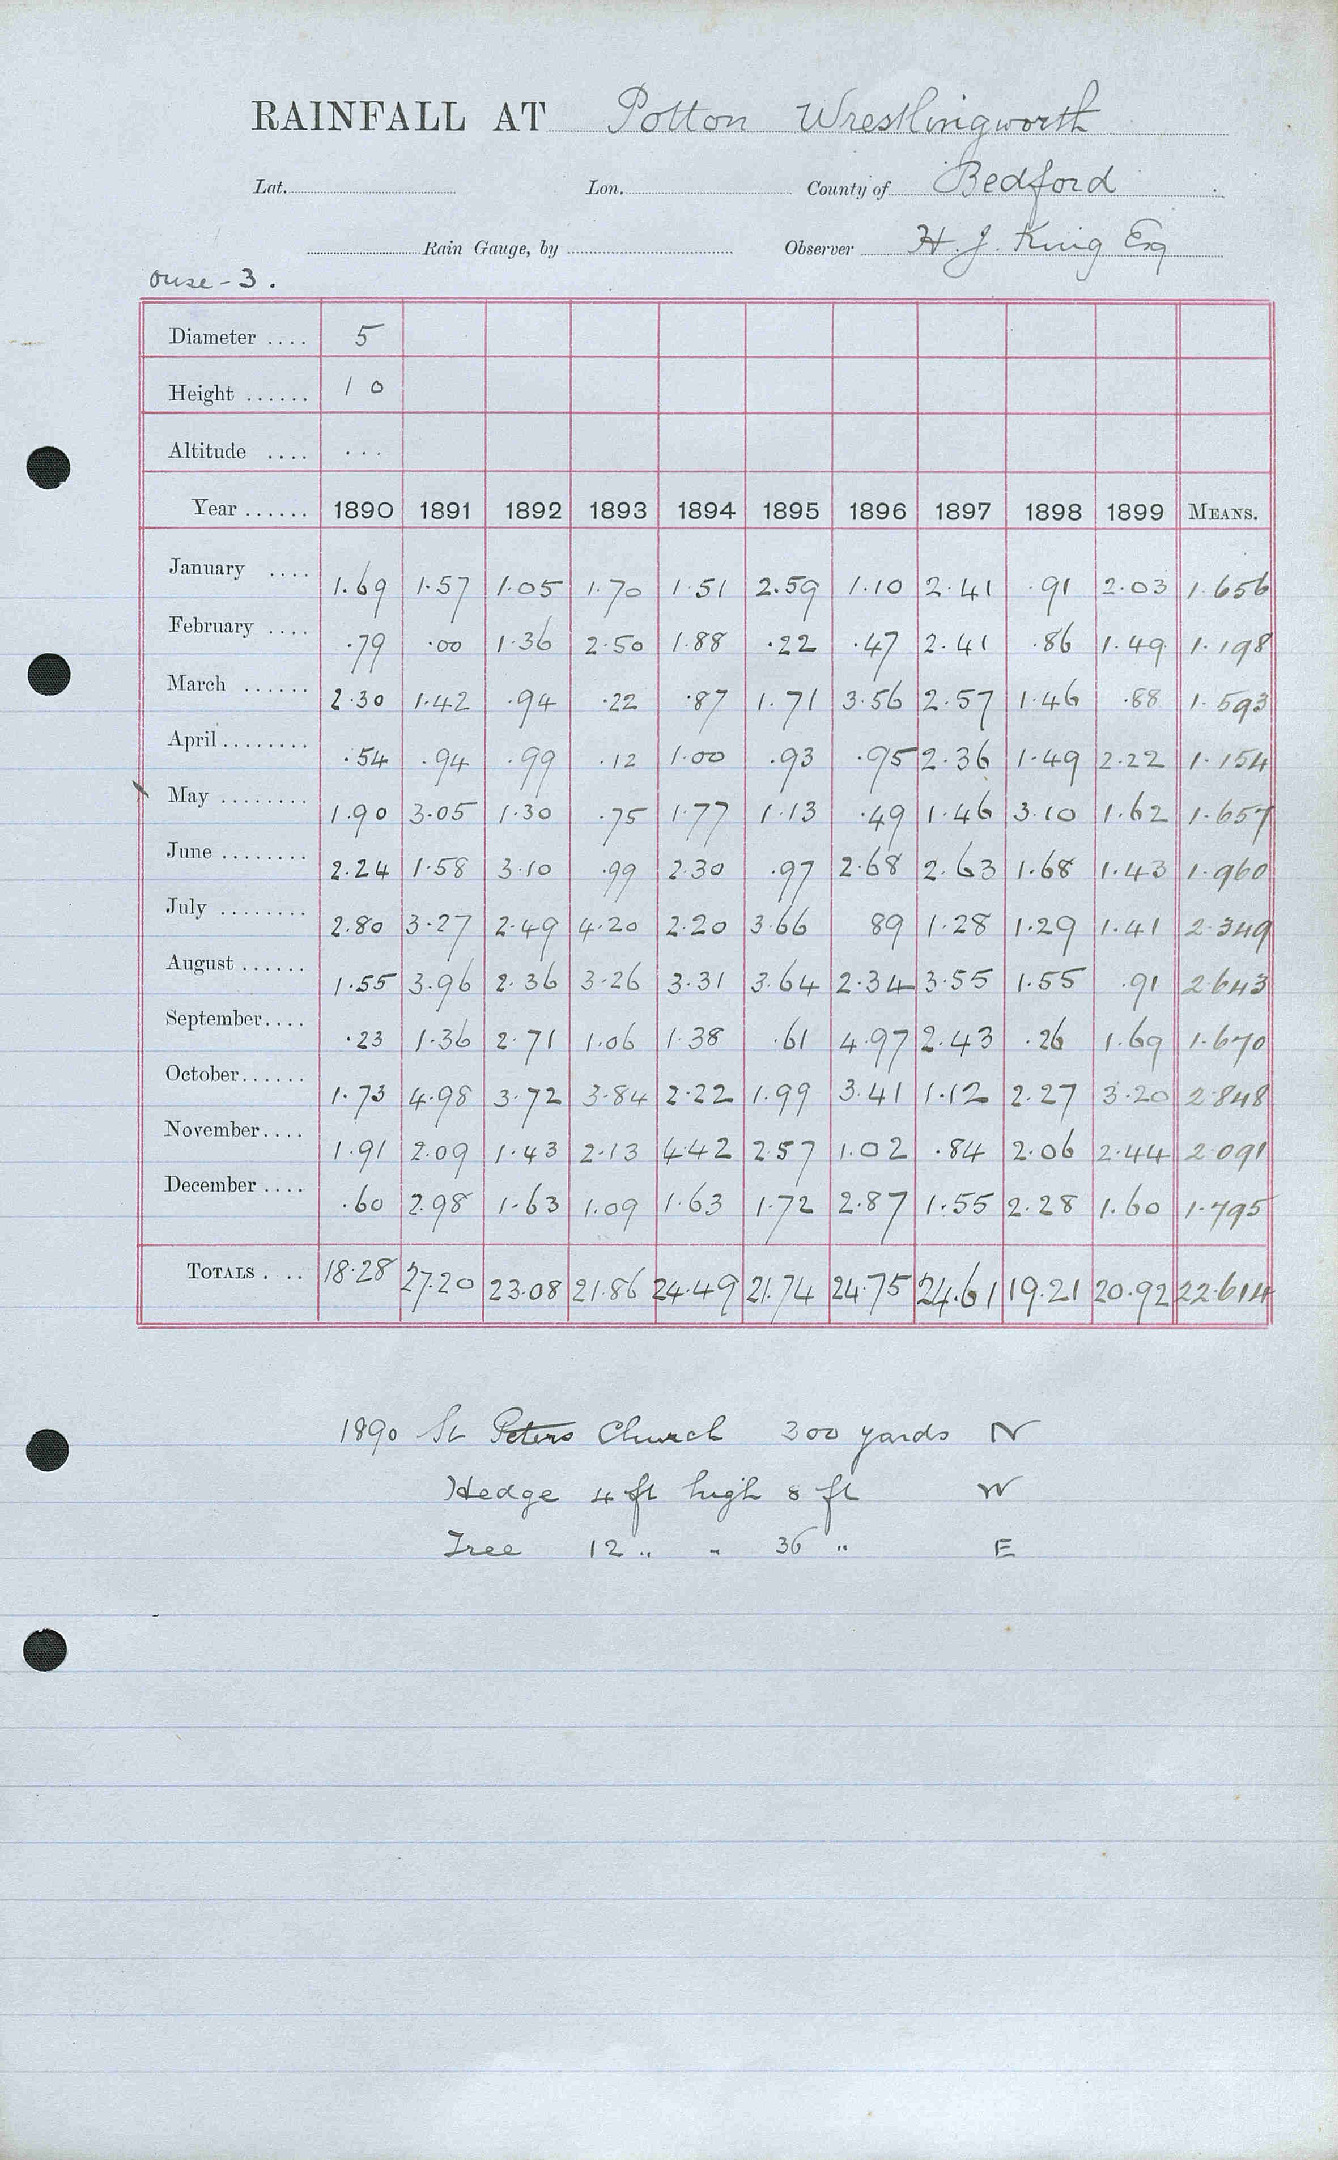 RAINFALL AT Potton Wrestlingworth
Lat. Lon. County of Bedford
Rain Gauge, by Observer H. J. King Esq
Ouse - 3.
Diameter .... 5
Height ...... 1 0
Altitude .... ...
Year ...... 1890 1891 1892 1893 1894 1895 1896 1897 1898 1899 MEANS.
January .... 1.69 1.57 1.05 1.70 1.51 2.59 1.10 2.41 .91 2.03 1.656
February .... .79 .00 1.36 2.50 1.88 .22 .47 2.41 .86 1.49 1.198
March ...... 2.30 1.42 .94 .22 .87 1.71 3.56 2.57 1.46 .88 1.593
April ........ .54 .94 .99 .12 1.00 .93 .95 2.36 1.49 2.22 1.154
May ........ 1.90 3.05 1.30 .75 1.77 1.13 .49 1.46 3.10 1.62 1.657
June ........ 2.24 1.58 3.10 .99 2.30 .97 2.68 2.63 1.68 1.43 1.960
July ........ 2.80 3.27 2.49 4.20 2.20 3.66 89 1.28 1.29 1.41 2.349
August ...... 1.55 3.96 2.36 3.26 3.31 3.64 2.34 3.55 1.55 .91 2.643
September.... .23 1.36 2.71 1.06 1.38 .61 4.97 2.43 .26 1.69 1.670
October...... 1.73 4.98 3.72 3.84 2.22 1.99 3.41 1.12 2.27 3.20 2.848
November.... 1.91 2.09 1.43 2.13 4.42 2.57 1.02 .84 2.06 2.44 2.091
December .... .60 2.98 1.63 1.09 1.63 1.72 2.87 1.55 2.28 1.60 1.795
TOTALS . .. 18.28 27.20 23.08 21.86 24.49 21.74 24.75 24.61 19.21 20.92 22.614
1890 St Peters Church 300 yards N
Hedge 4 ft high 8 ft W
Tree 12 " " 36 " E